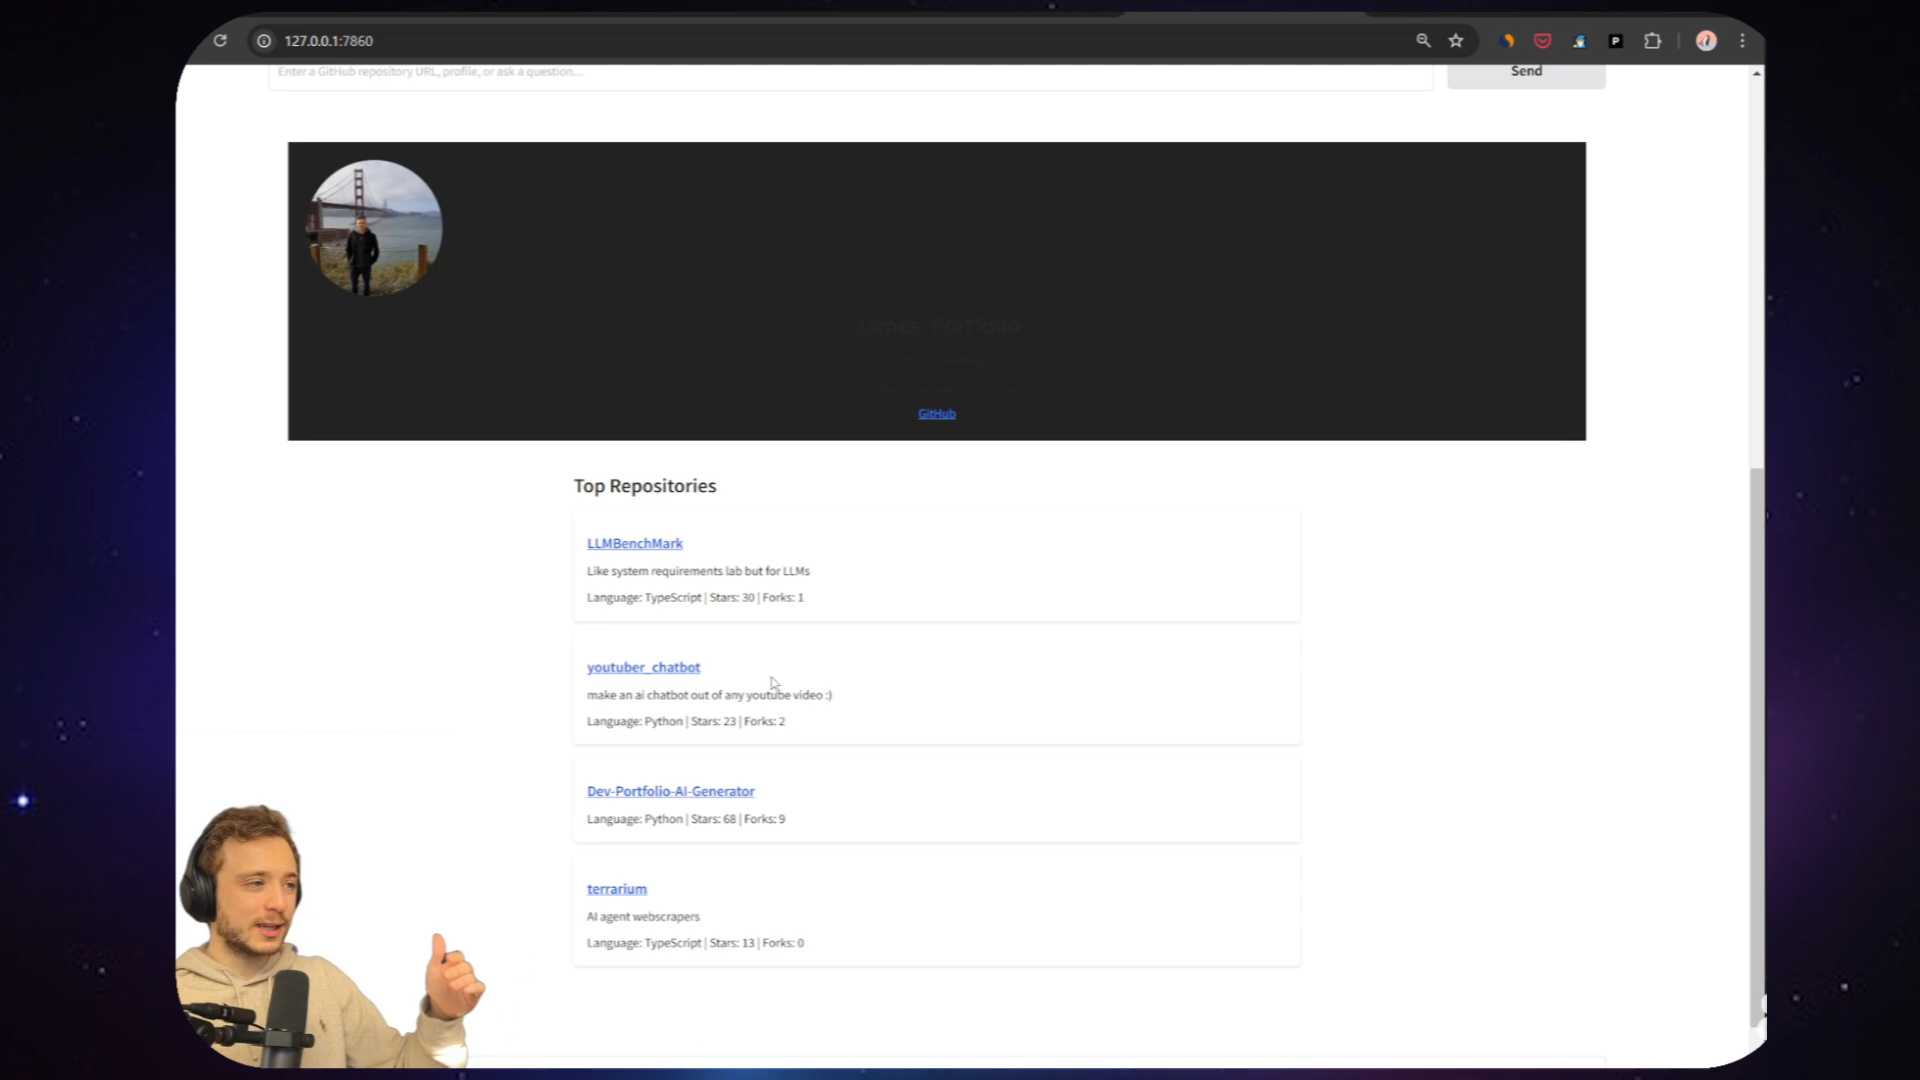 127.0.0.1:7860
Enter a GitHub repository URL, profile, or ask a question...
Send
James' Portfolio
GitHub
Top Repositories
LLMBenchMark
Like system requirements lab but for LLMs
Language: TypeScript | Stars: 30 | Forks: 1
youtuber_chatbot
make an ai chatbot out of any youtube video :)
Language: Python | Stars: 23 | Forks: 2
Dev-Portfolio-AI-Generator
Language: Python | Stars: 68 | Forks: 9
terrarium
AI agent webscrapers
Language: TypeScript | Stars: 13 | Forks: 0